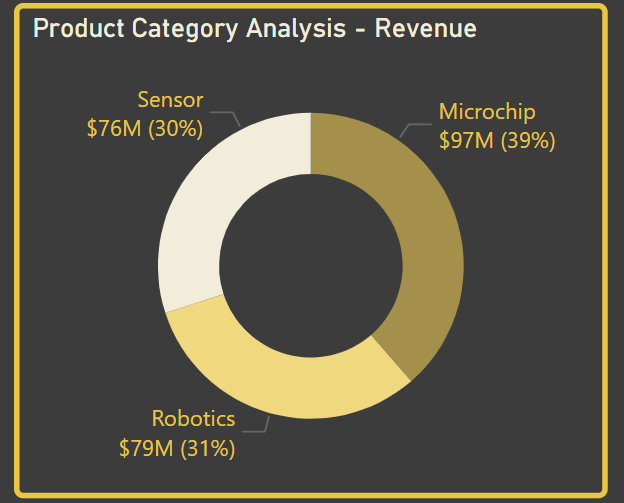 Product Category Analysis - Revenue
Sensor
$76M (30%)
Microchip
$97M (39%)
Robotics
$79M (31%)